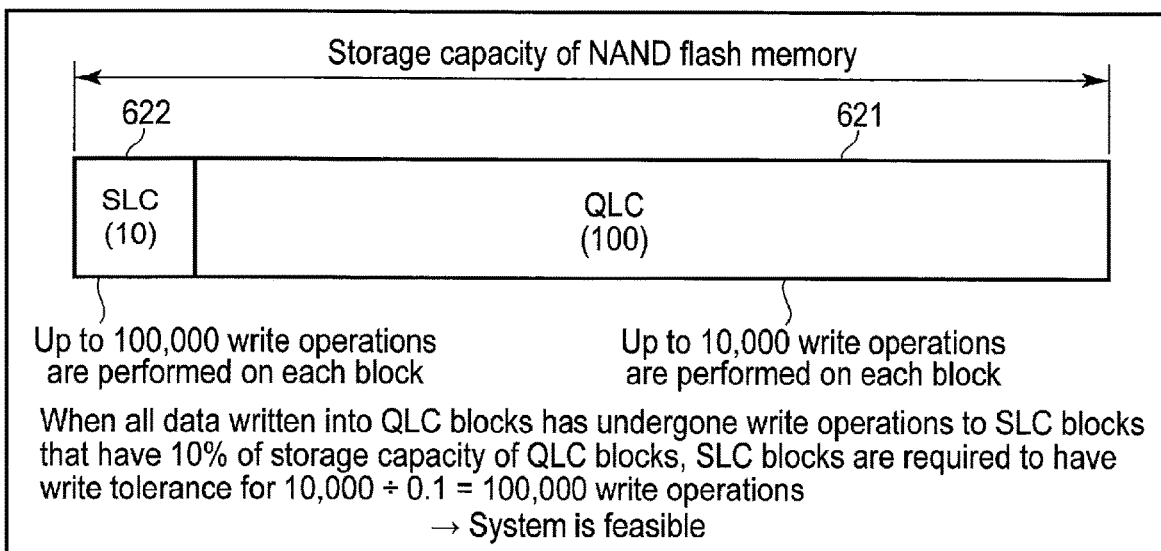 Storage capacity of NAND flash memory
622
621
SLC
(10)
QLC
(100)
Up to 100,000 write operations
are performed on each block
Up to 10,000 write operations
are performed on each block
When all data written into QLC blocks has undergone write operations to SLC blocks
that have 10% of storage capacity of QLC blocks, SLC blocks are required to have
write tolerance for 10,000 ÷ 0.1 = 100,000 write operations
→ System is feasible